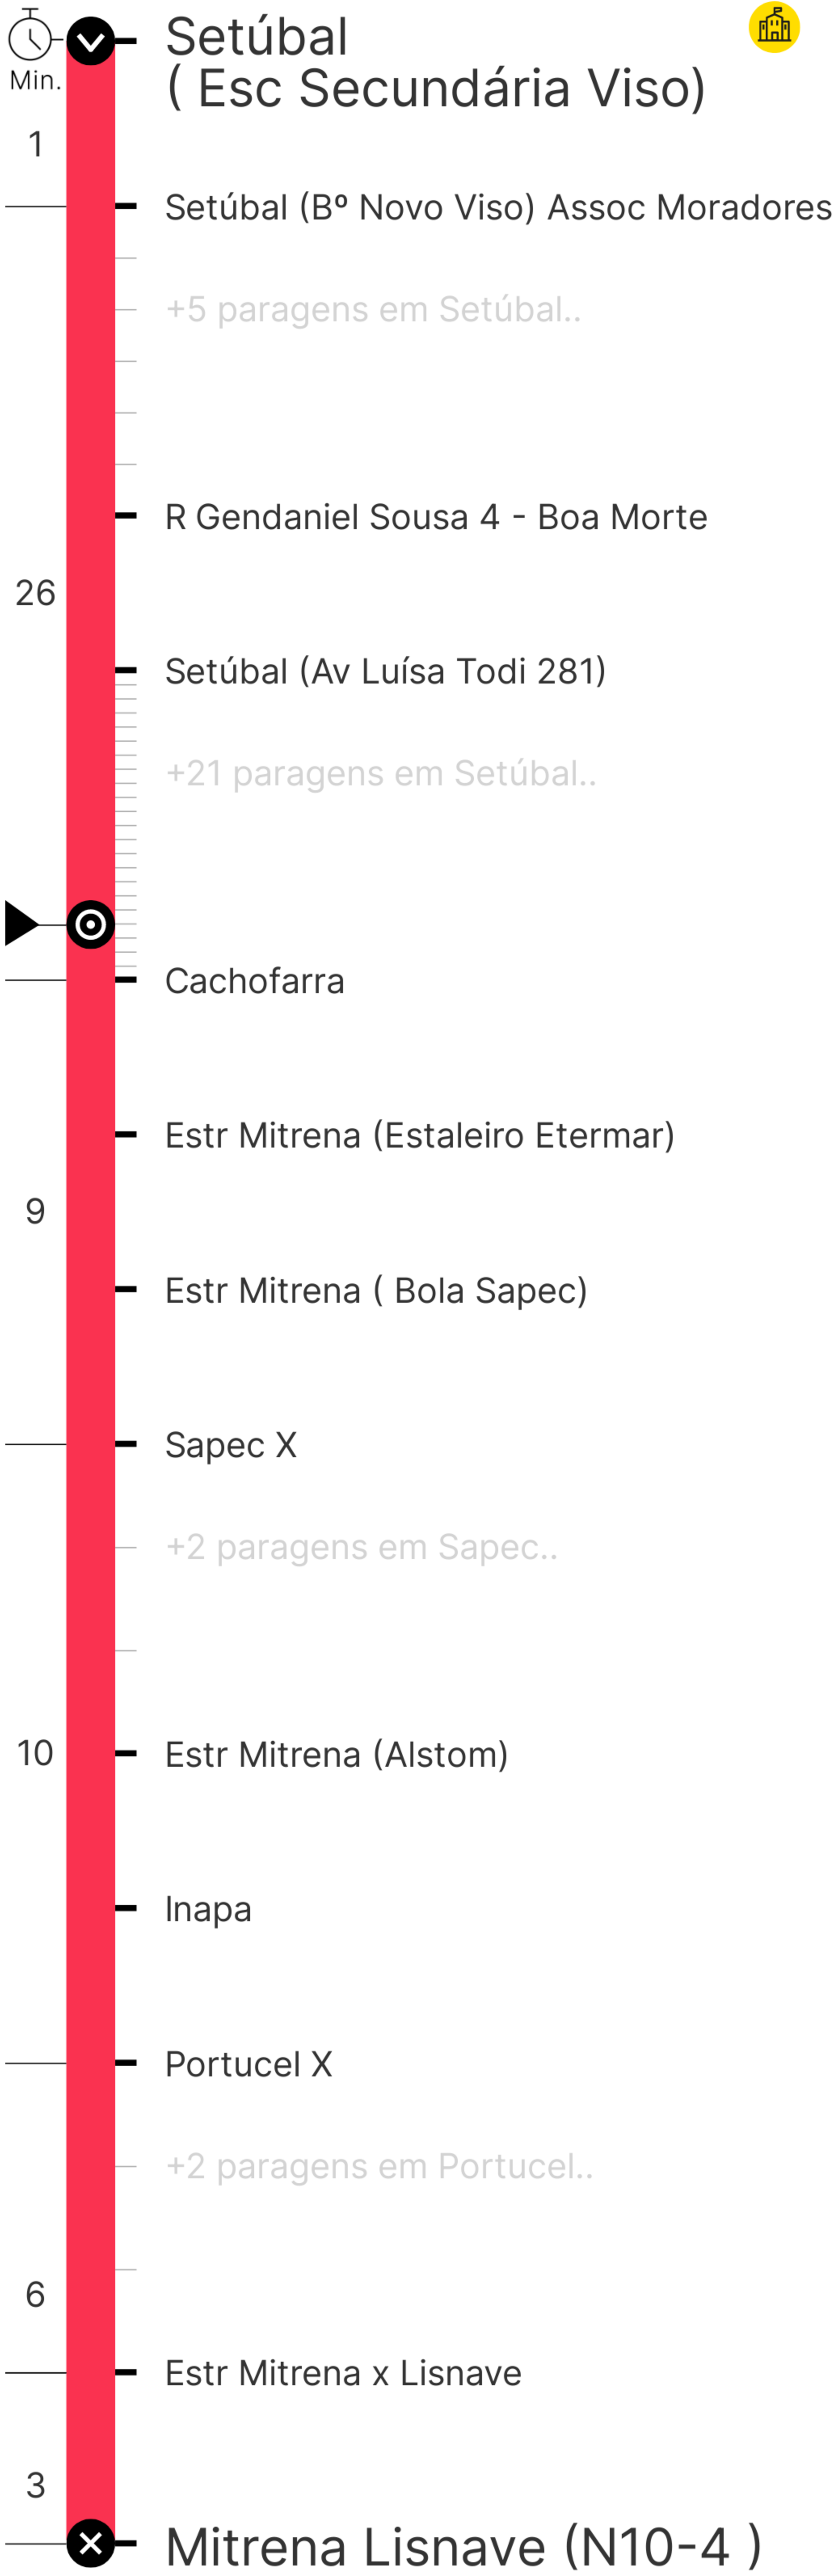 Setúbal
( Esc Secundária Viso)
Min.
1
Setúbal (Bº Novo Viso) Assoc Moradores
+5 paragens em Setúbal..
R Gendaniel Sousa 4 - Boa Morte
26
Setúbal (Av Luísa Todi 281)
+21 paragens em Setúbal..
Cachofarra
Estr Mitrena (Estaleiro Etermar)
9
Estr Mitrena ( Bola Sapec)
Sapec X
+2 paragens em Sapec..
10
Estr Mitrena (Alstom)
Inapa
Portucel X
+2 paragens em Portucel..
6
Estr Mitrena x Lisnave
3
Mitrena Lisnave (N10-4 )